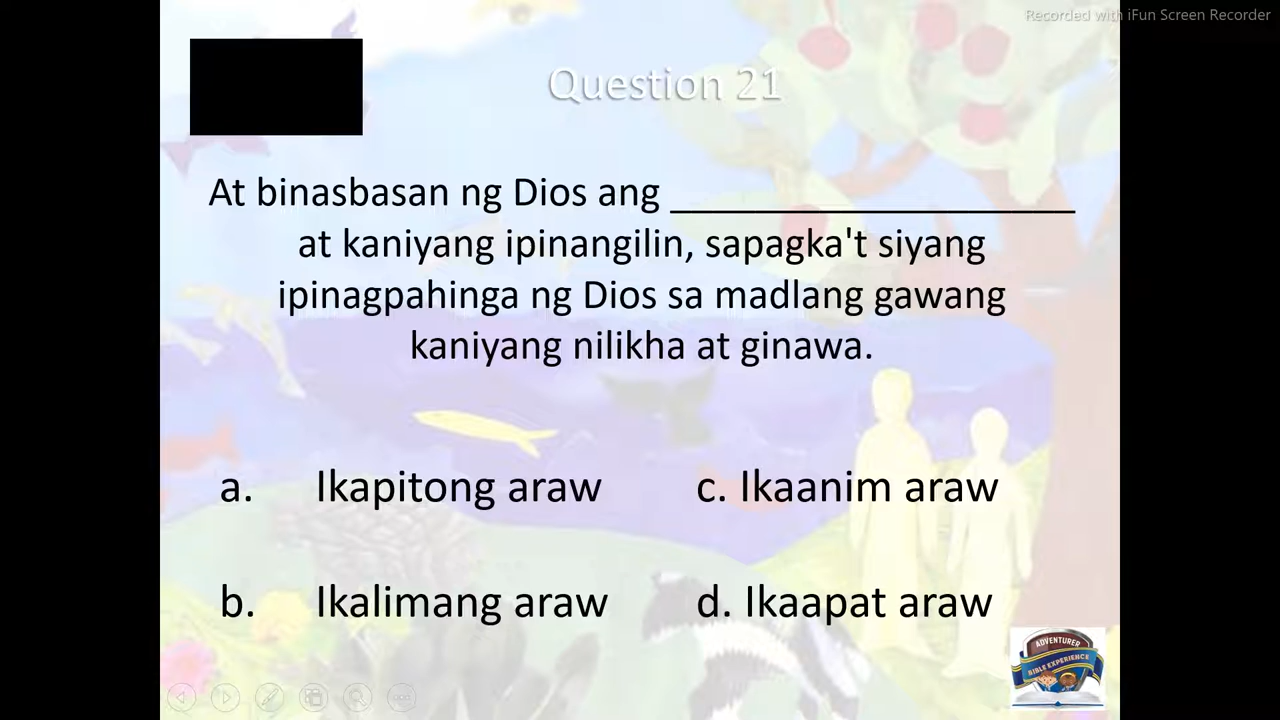 Recorded with iFun Screen Recorder
Question 21
At binasbasan ng Dios ang ___________________
at kaniyang ipinangilin, sapagka't siyang
ipinagpahinga ng Dios sa madlang gawang
kaniyang nilikha at ginawa.
a. Ikapitong araw
c. Ikaanim araw
b. Ikalimang araw
d. Ikaapat araw
ADVENTURER
BIBLE EXPERIENCE